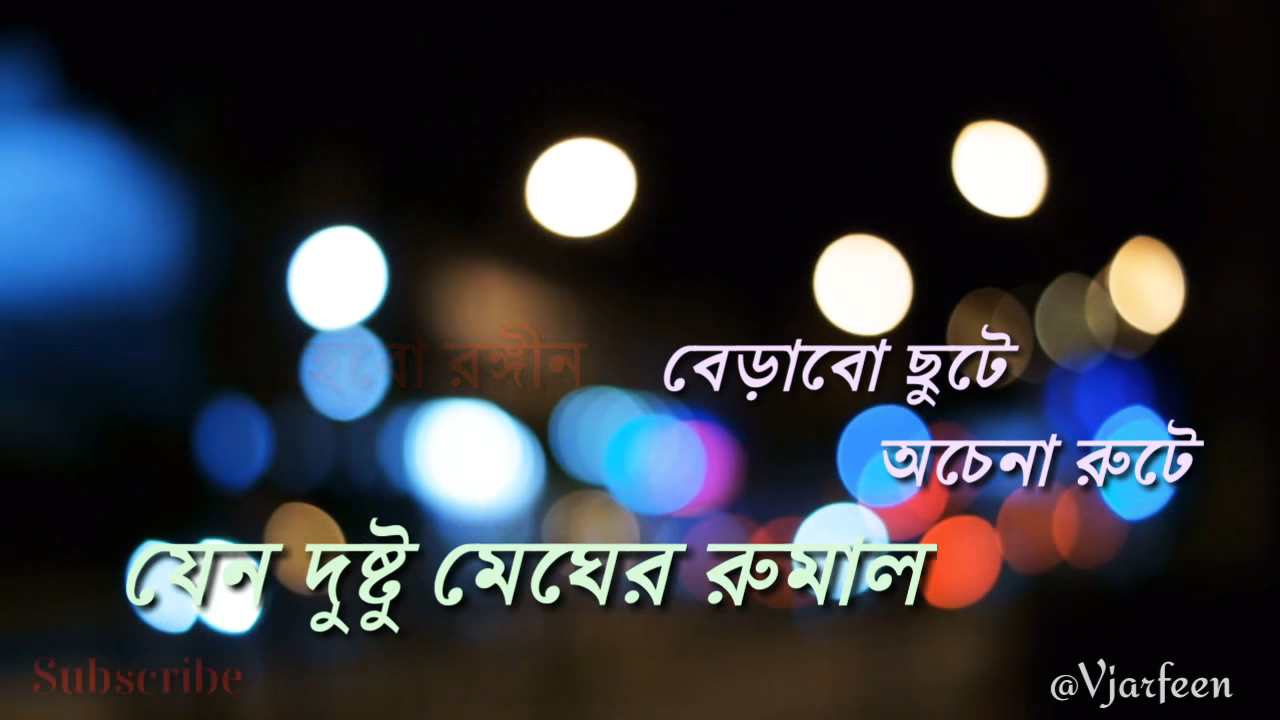 হবো রঙ্গীন
বেড়াবো ছুটে
অচেনা রুটে
যেন দুষ্টু মেঘের রুমাল
Subscribe
@Vjarfeen